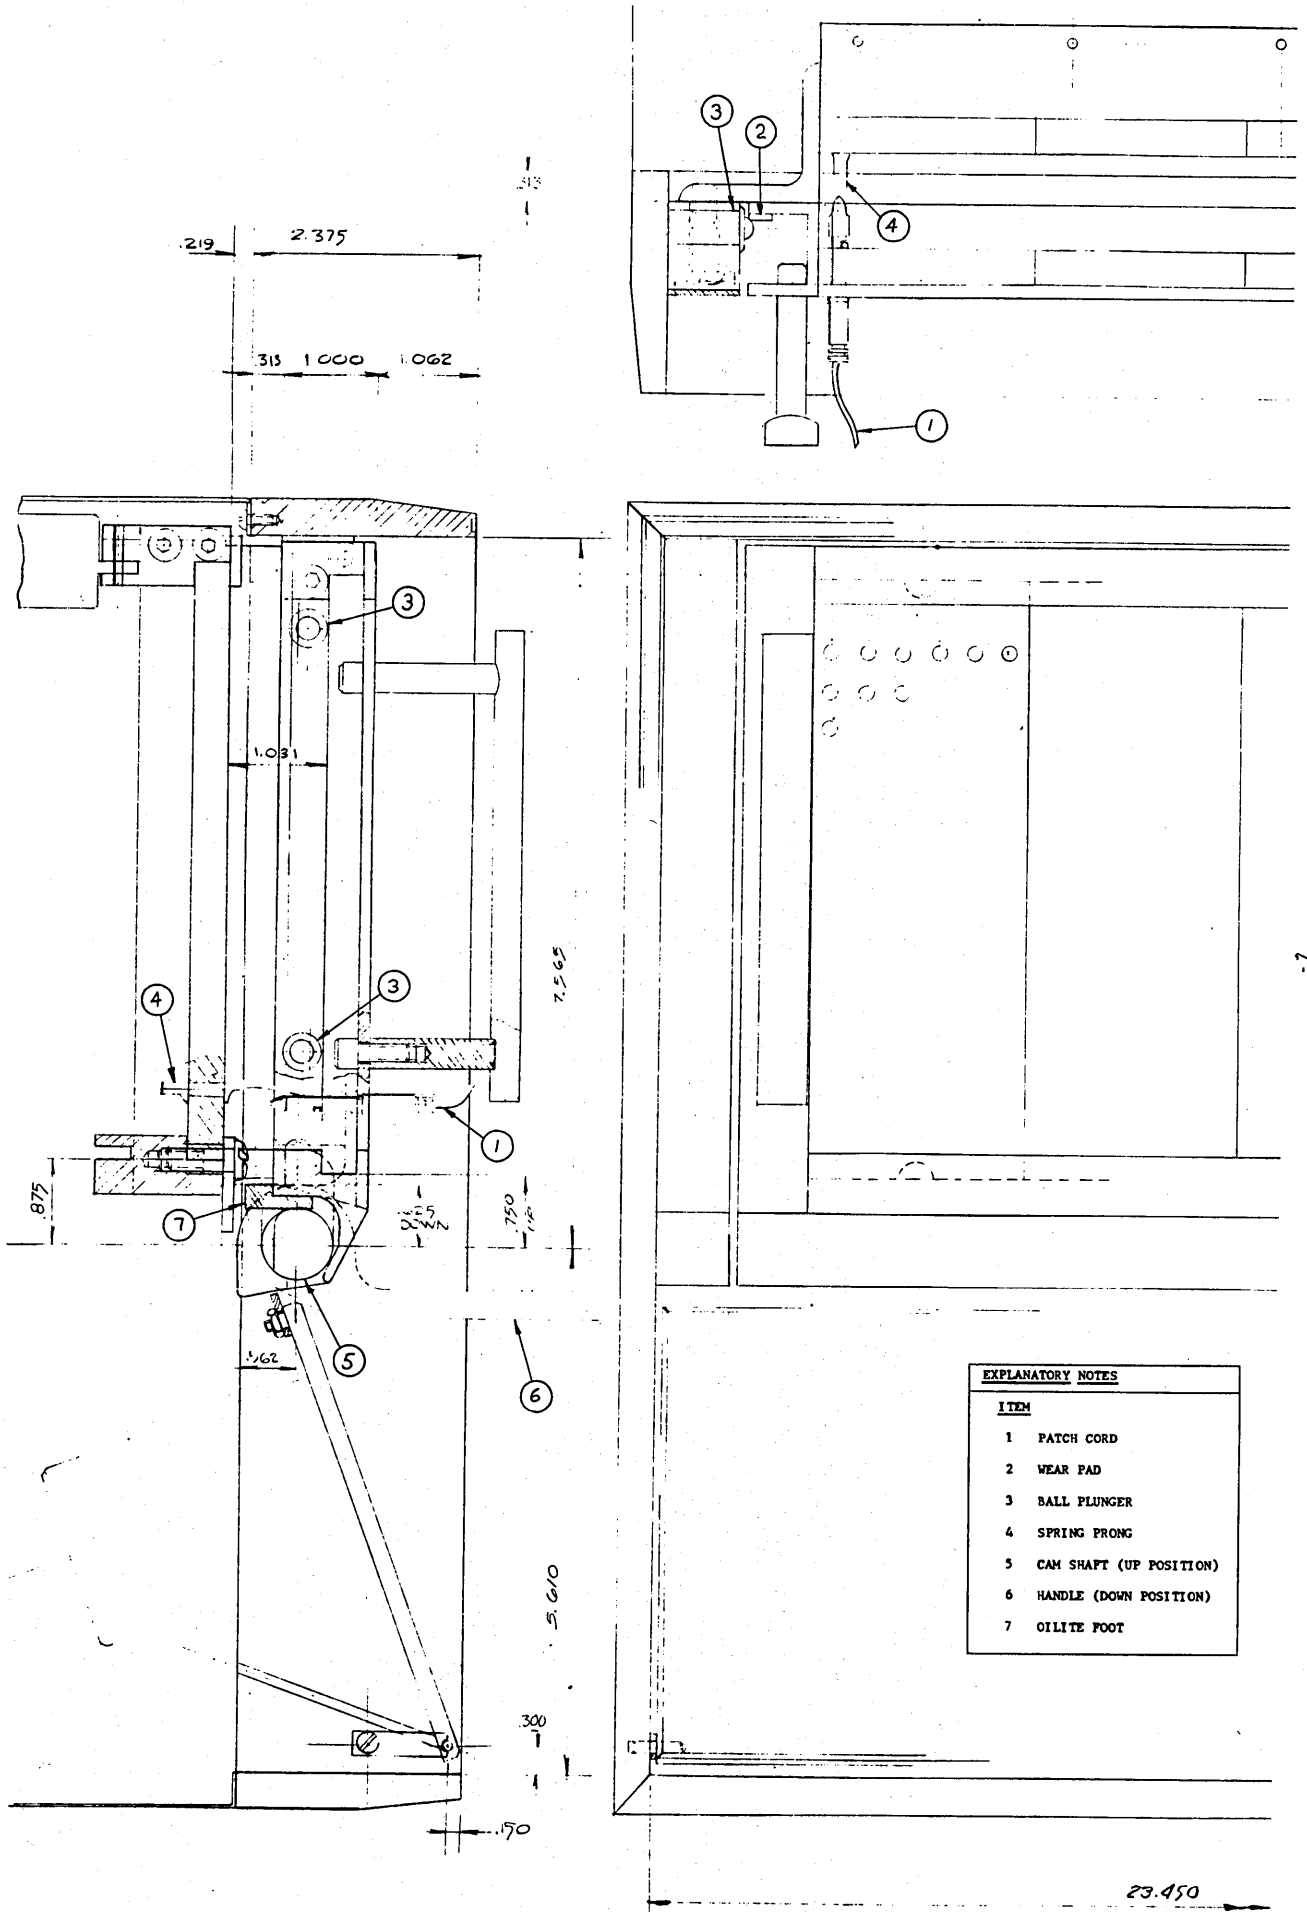 3
2
.313
4
.219
2.375
.313 1.000 1.062
1
3
1.031
3
4
7.565
1
.875
7
.625
DOWN
.750
UP
5
.562
6
EXPLANATORY NOTES
ITEM
1 PATCH CORD
2 WEAR PAD
3 BALL PLUNGER
4 SPRING PRONG
5 CAM SHAFT (UP POSITION)
6 HANDLE (DOWN POSITION)
7 OILITE FOOT
5.610
.300
.150
23.450